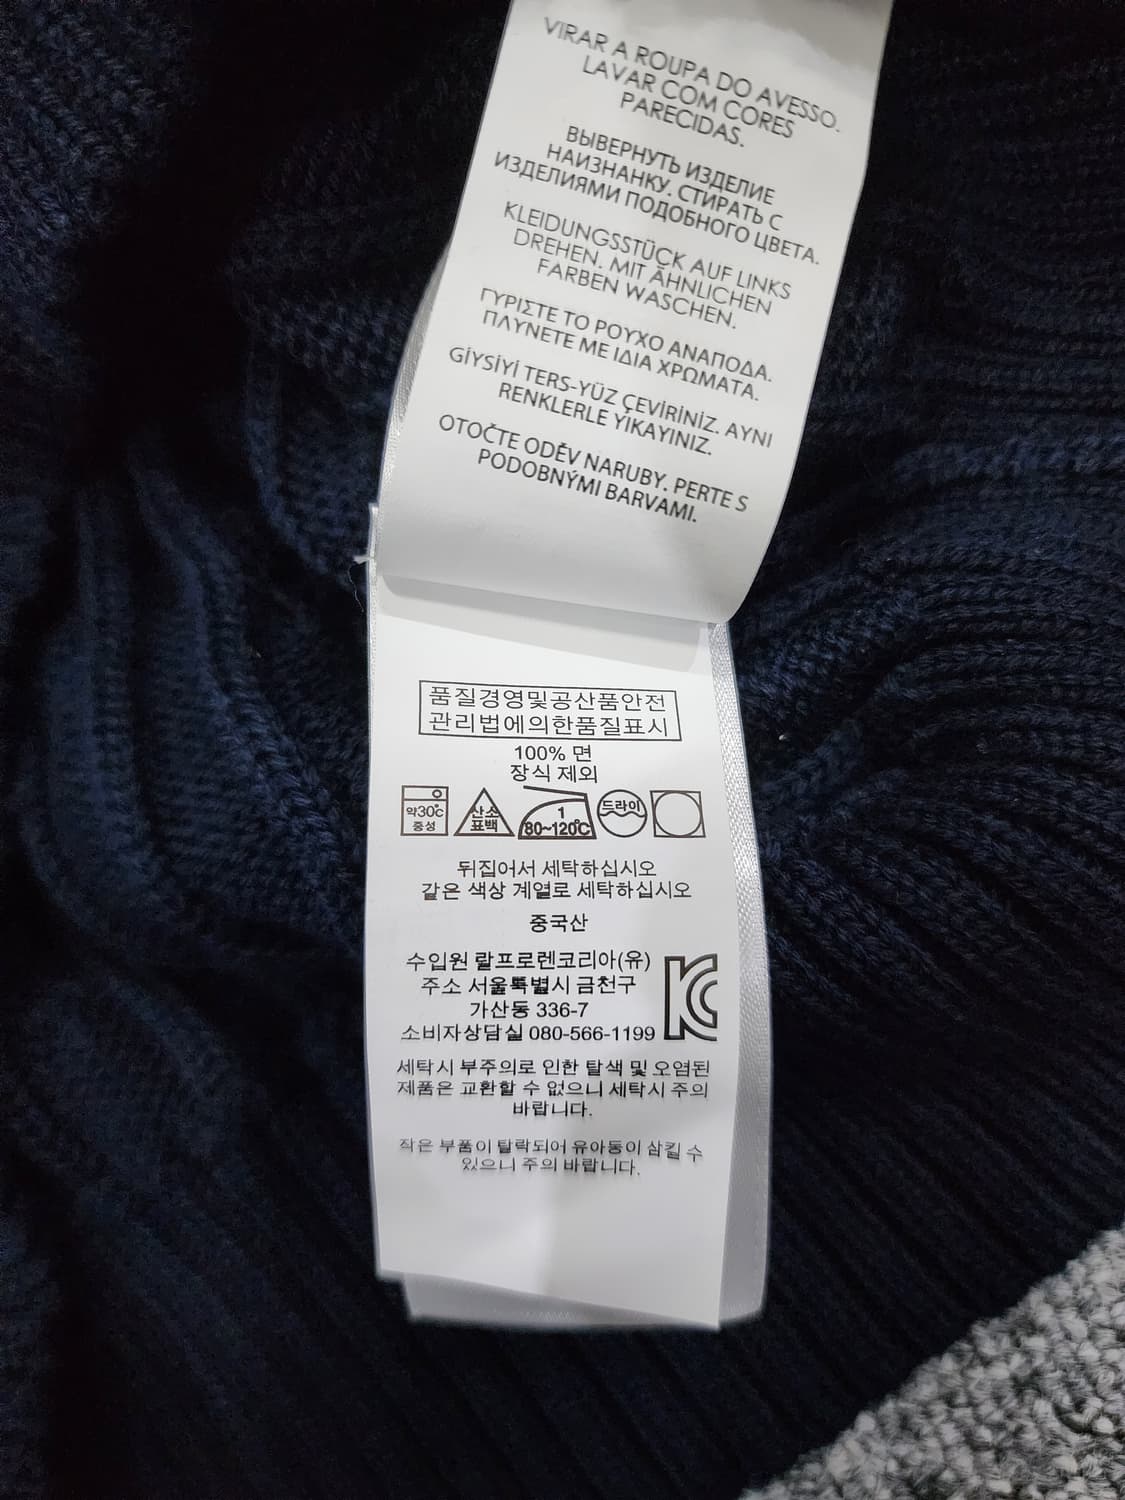 VIRAR A ROUPA DO AVESSO.
LAVAR COM CORES
PARECIDAS.
ВЫВЕРНУТЬ ИЗДЕЛИЕ
НАИЗНАНКУ. СТИРАТЬ С
ИЗДЕЛИЯМИ ПОДОБНОГО ЦВЕТА.
KLEIDUNGSSTÜCK AUF LINKS
DREHEN. MIT ÄHNLICHEN
FARBEN WASCHEN.
ΓΥΡΙΣΤΕ ΤΟ ΡΟΥΧΟ ΑΝΑΠΟΔΑ.
ΠΛΥΝΕΤΕ ΜΕ ΙΔΙΑ ΧΡΩΜΑΤΑ.
GİYSİYİ TERS-YÜZ ÇEVİRİNİZ. AYNI
RENKLERLE YIKAYINIZ.
OTOČTE ODĚV NARUBY. PERTE S
PODOBNÝMI BARVAMI.
품질경영및공산품안전
관리법에의한품질표시
100% 면
장식 제외
약30℃
중성
산소
표백
1
80~120℃
드라이
뒤집어서 세탁하십시오
같은 색상 계열로 세탁하십시오
중국산
수입원 랄프로렌코리아(유)
주소 서울특별시 금천구
가산동 336-7
소비자상담실 080-566-1199
세탁시 부주의로 인한 탈색 및 오염된
제품은 교환할 수 없으니 세탁시 주의
바랍니다.
작은 부품이 탈락되어 유아동이 삼킬 수
있으니 주의 바랍니다.